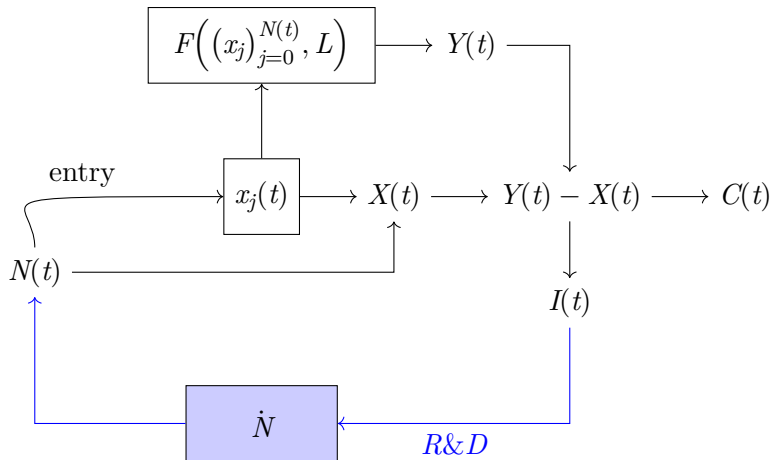 F((x_j)_{j=0}^{N(t)}, L)
Y(t)
entry
x_j(t)
X(t)
Y(t) − X(t)
C(t)
N(t)
I(t)
Ṅ
R&D